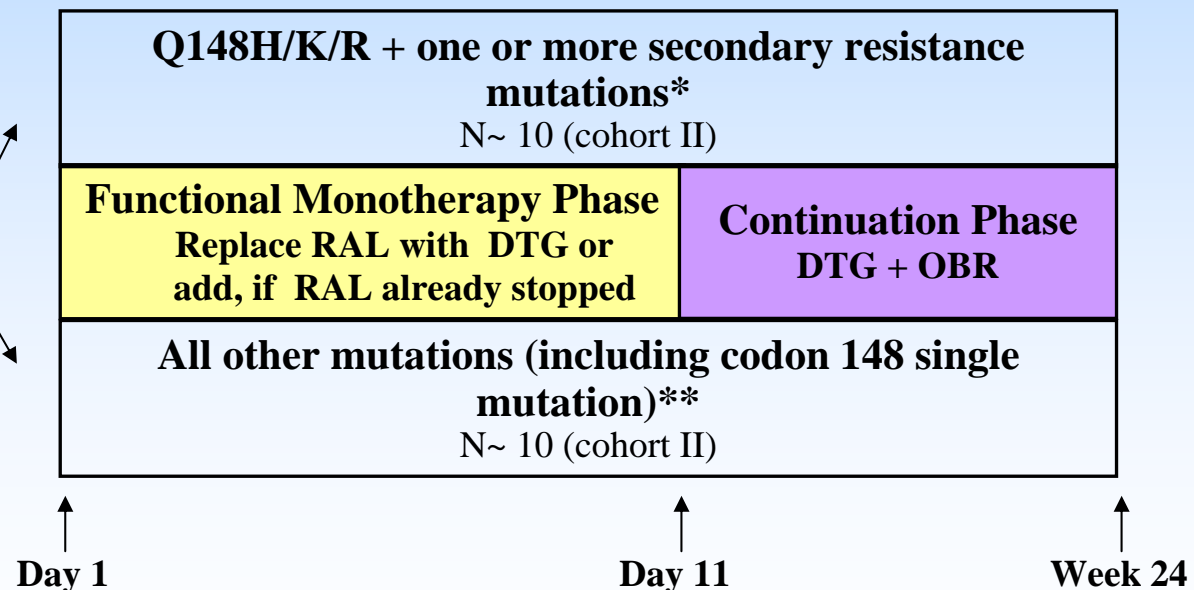 Q148H/K/R + one or more secondary resistance
mutations*
N~ 10 (cohort II)
Functional Monotherapy Phase
Replace RAL with DTG or
add, if RAL already stopped
Continuation Phase
DTG + OBR
All other mutations (including codon 148 single
mutation)**
N~ 10 (cohort II)
Day 1
Day 11
Week 24